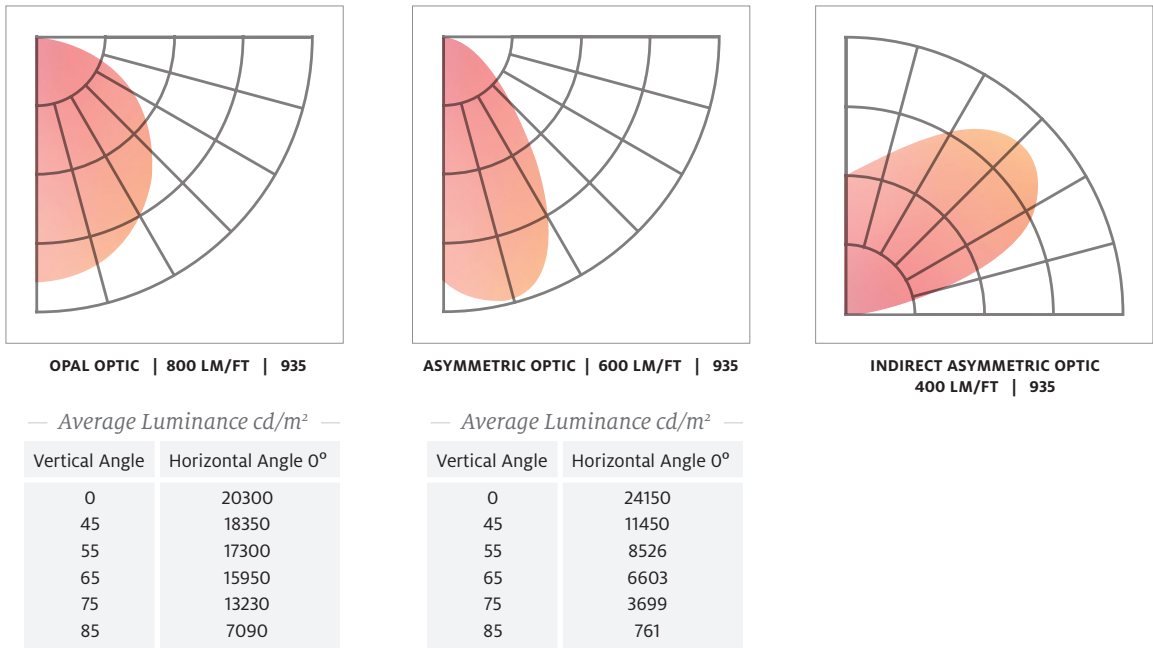 OPAL OPTIC | 800 LM/FT | 935
Average Luminance cd/m²
Vertical Angle Horizontal Angle 0°
0 20300
45 18350
55 17300
65 15950
75 13230
85 7090
ASYMMETRIC OPTIC | 600 LM/FT | 935
Average Luminance cd/m²
Vertical Angle Horizontal Angle 0°
0 24150
45 11450
55 8526
65 6603
75 3699
85 761
INDIRECT ASYMMETRIC OPTIC
400 LM/FT | 935